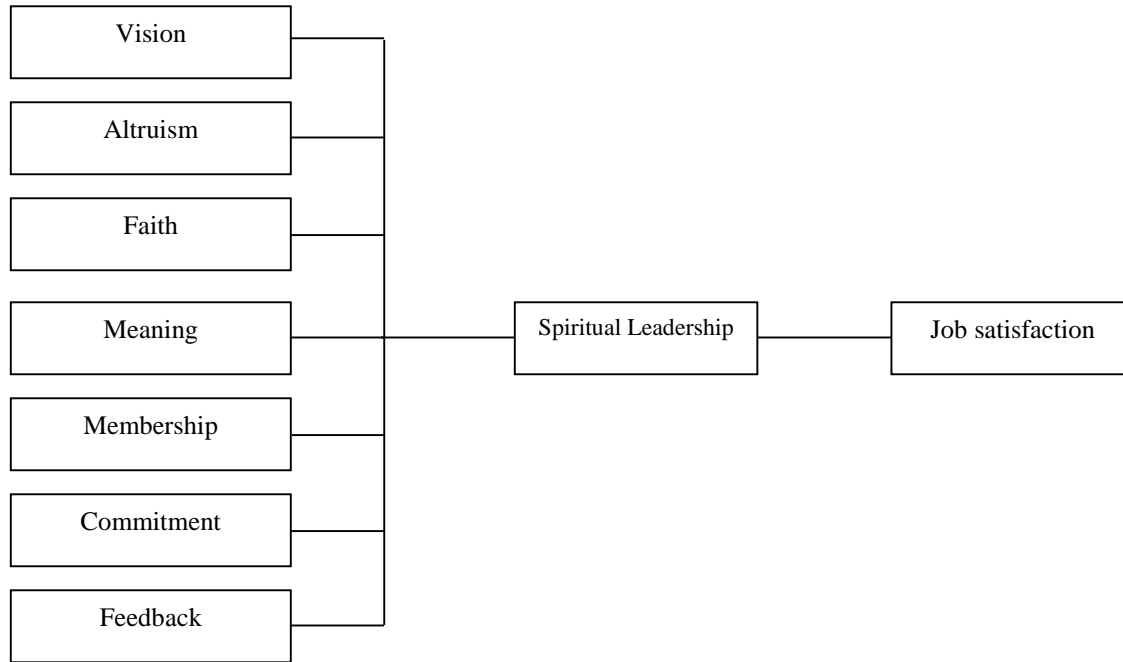 Vision
Altruism
Faith
Meaning
Spiritual Leadership
Job satisfaction
Membership
Commitment
Feedback